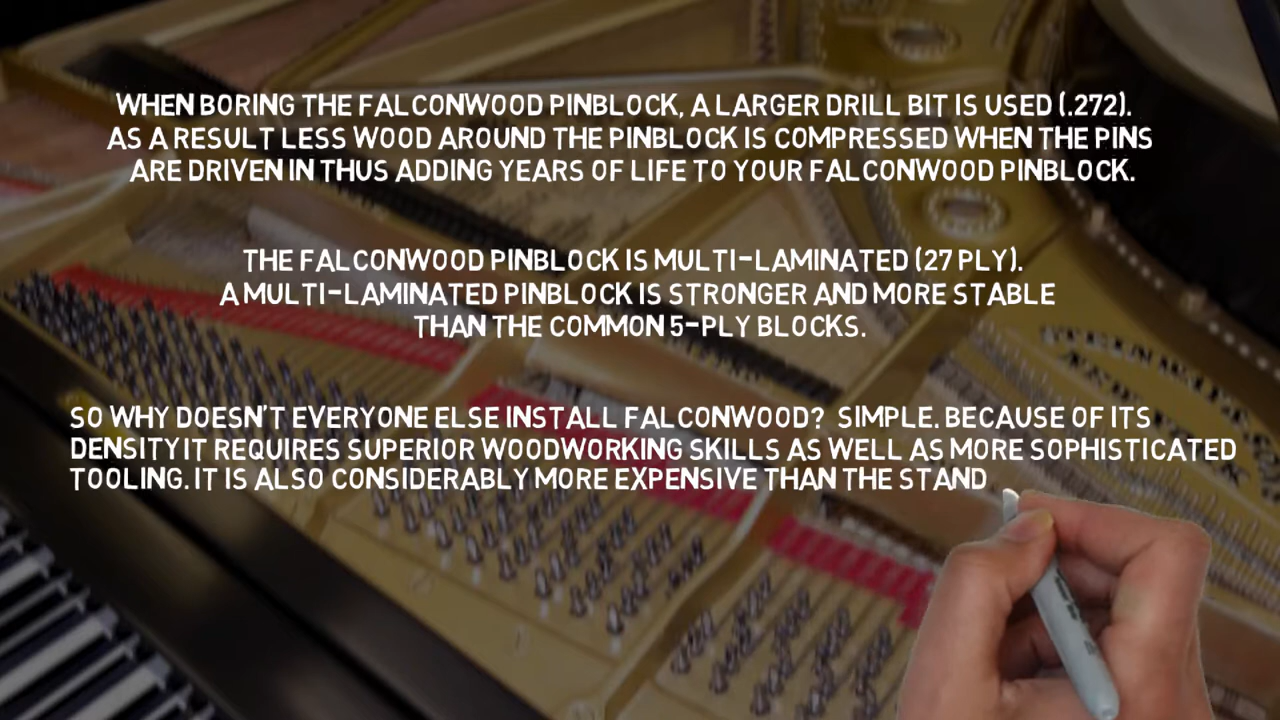 WHEN BORING THE FALCONWOOD PINBLOCK, A LARGER DRILL BIT IS USED (.272).
AS A RESULT LESS WOOD AROUND THE PINBLOCK IS COMPRESSED WHEN THE PINS
ARE DRIVEN IN THUS ADDING YEARS OF LIFE TO YOUR FALCONWOOD PINBLOCK.
THE FALCONWOOD PINBLOCK IS MULTI-LAMINATED (27 PLY).
A MULTI-LAMINATED PINBLOCK IS STRONGER AND MORE STABLE
THAN THE COMMON 5-PLY BLOCKS.
SO WHY DOESN'T EVERYONE ELSE INSTALL FALCONWOOD? SIMPLE. BECAUSE OF ITS
DENSITY IT REQUIRES SUPERIOR WOODWORKING SKILLS AS WELL AS MORE SOPHISTICATED
TOOLING. IT IS ALSO CONSIDERABLY MORE EXPENSIVE THAN THE STAND